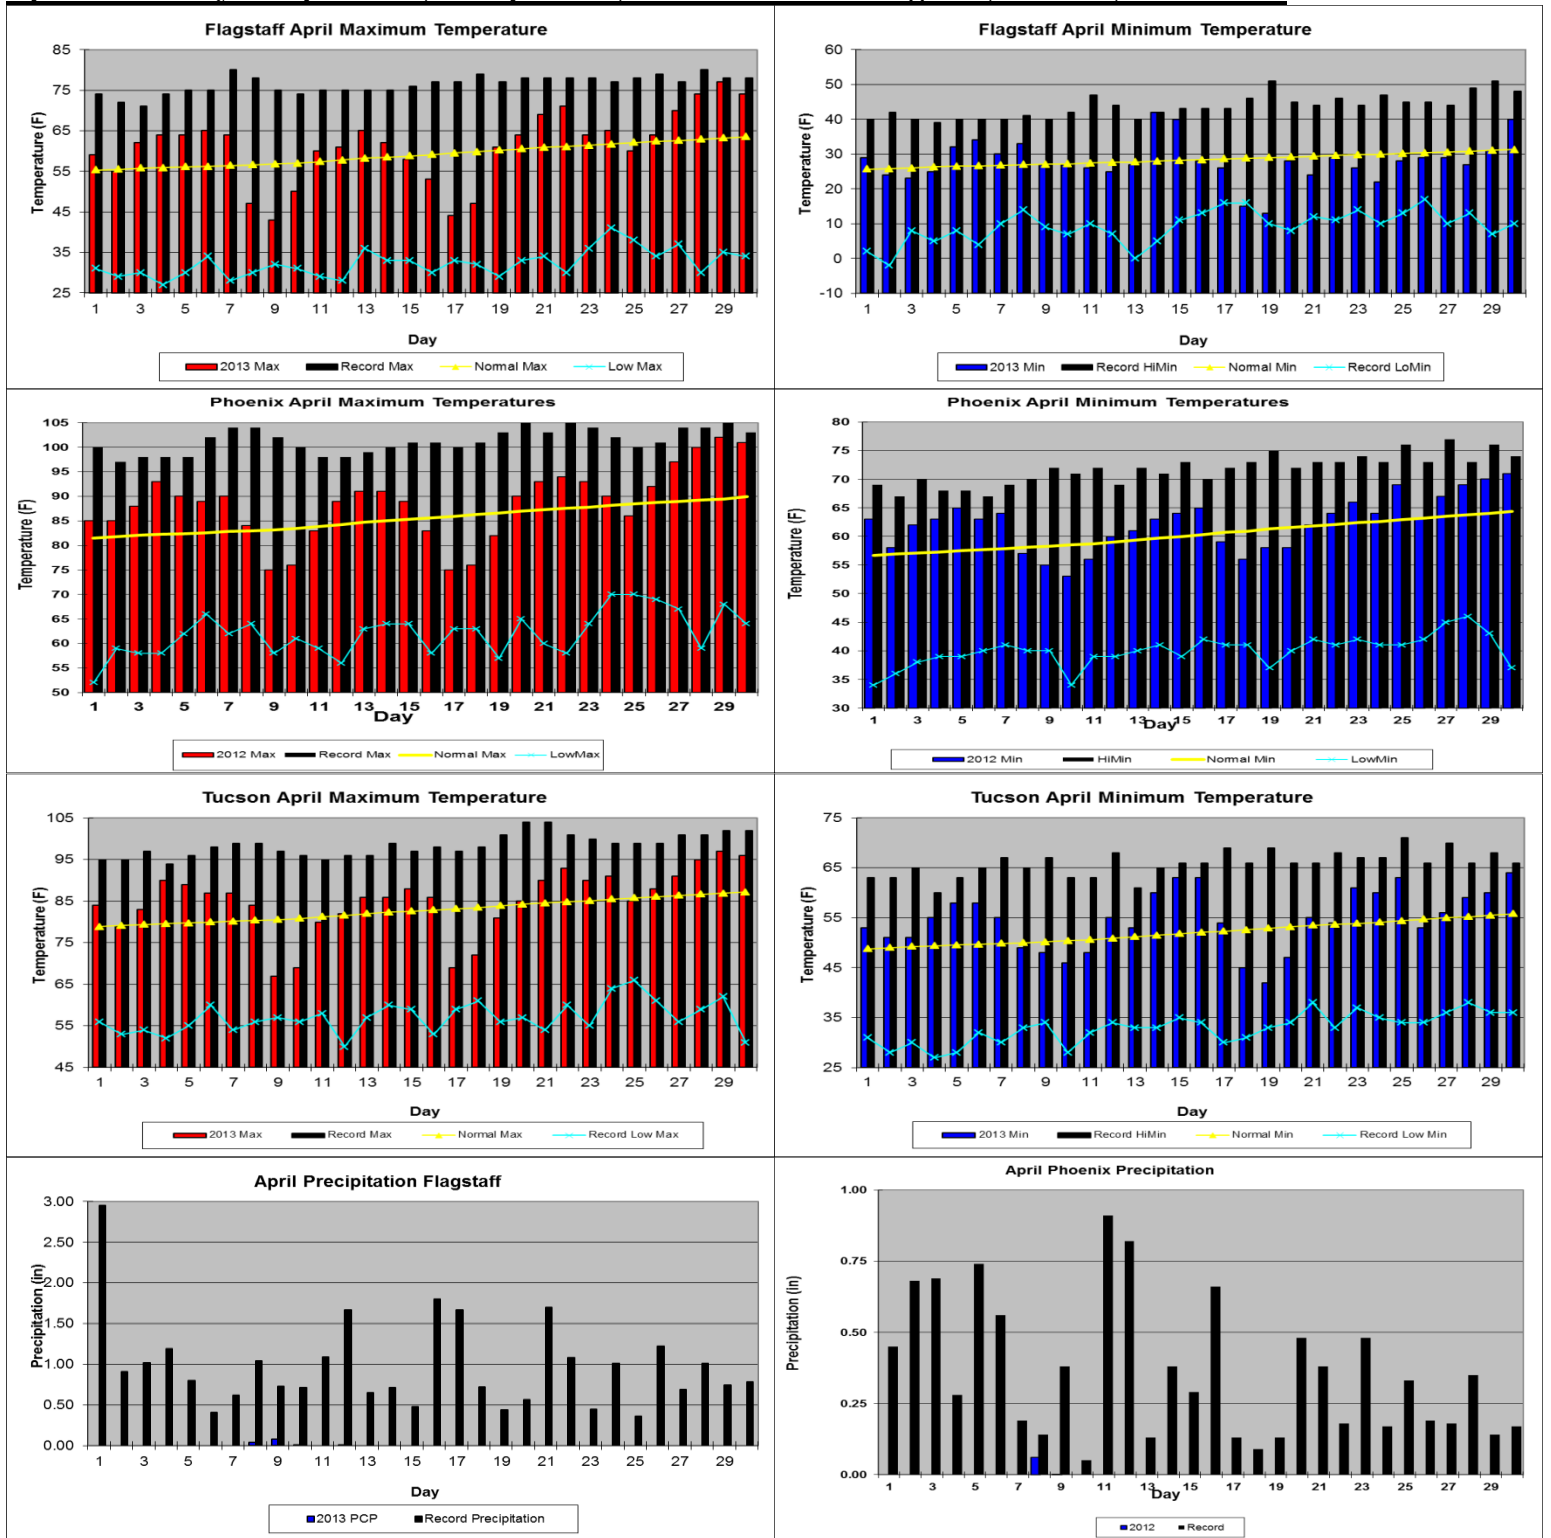 Flagstaff April Maximum Temperature
Temperature (F)
85
75
65
55
45
35
25
1 3 5 7 9 11 13 15 17 19 21 23 25 27 29
Day
2013 Max Record Max Normal Max Low Max
Flagstaff April Minimum Temperature
Temperature (F)
60
50
40
30
20
10
0
-10
1 3 5 7 9 11 13 15 17 19 21 23 25 27 29
Day
2013 Min Record HiMin Normal Min Record LoMin
Phoenix April Maximum Temperatures
Temperature (F)
105
100
95
90
85
80
75
70
65
60
55
50
1 3 5 7 9 11 13 15 17 19 21 23 25 27 29
Day
2012 Max Record Max Normal Max LowMax
Phoenix April Minimum Temperatures
Temperature (F)
80
75
70
65
60
55
50
45
40
35
30
1 3 5 7 9 11 13 15 17 19 21 23 25 27 29
Day
2012 Min HiMin Normal Min LowMin
Tucson April Maximum Temperature
Temperature (F)
105
95
85
75
65
55
45
1 3 5 7 9 11 13 15 17 19 21 23 25 27 29
Day
2013 Max Record Max Normal Max Record Low Max
Tucson April Minimum Temperature
Temperature (F)
75
65
55
45
35
25
1 3 5 7 9 11 13 15 17 19 21 23 25 27 29
Day
2013 Min Record HiMin Normal Min Record Low Min
April Precipitation Flagstaff
Precipitation (in)
3.00
2.50
2.00
1.50
1.00
0.50
0.00
1 3 5 7 9 11 13 15 17 19 21 23 25 27 29
Day
2013 PCP Record Precipitation
April Phoenix Precipitation
Precipitation (in)
1.00
0.75
0.50
0.25
0.00
1 3 5 7 9 11 13 15 17 19 21 23 25 27 29
Day
2012 Record